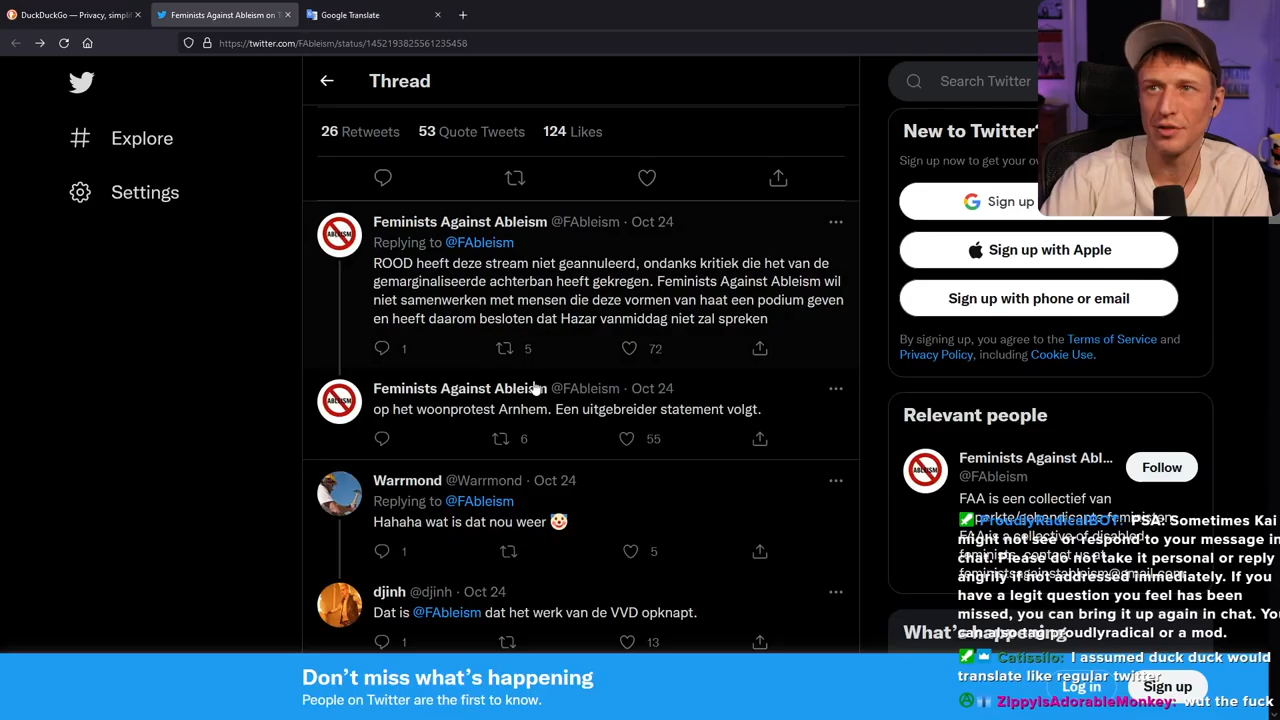 DuckDuckGo — Privacy, simplif
Feminists Against Ableism on T
Google Translate
https://twitter.com/FAbleism/status/1452193825561235458
Explore
Settings
Thread
26 Retweets 53 Quote Tweets 124 Likes
Feminists Against Ableism @FAbleism · Oct 24
Replying to @FAbleism
ROOD heeft deze stream niet geannuleerd, ondanks kritiek die het van de
gemarginaliseerde achterban heeft gekregen. Feminists Against Ableism wil
niet samenwerken met mensen die deze vormen van haat een podium geven
en heeft daarom besloten dat Hazar vanmiddag niet zal spreken
1 5 72
Feminists Against Ableism @FAbleism · Oct 24
op het woonprotest Arnhem. Een uitgebreider statement volgt.
6 55
Warrmond @Warrmond · Oct 24
Replying to @FAbleism
Hahaha wat is dat nou weer 🤡
1 5
djinh @djinh · Oct 24
Dat is @FAbleism dat het werk van de VVD opknapt.
1 13
Search Twitter
New to Twitter?
Sign up now to get your ow
Sign up
Sign up with Apple
Sign up with phone or email
By signing up, you agree to the Terms of Service and
Privacy Policy, including Cookie Use.
Relevant people
Feminists Against Abl...
@FAbleism
Follow
FAA is een collectief van
ProudlyRadicalBOT: PSA: Sometimes Kai
might not see or respond to your message in
chat. Please do not take it personal or reply
angrily if not addressed immediately. If you
have a legit question you feel has been
missed, you can bring it up again in chat. You
can also tag proudlyradical or a mod.
What's happening
Catissilo: I assumed duck duck would
translate like regular twitter
ZippyIsAdorableMonkey: wut the fuck
Don't miss what's happening
People on Twitter are the first to know.
Log in
Sign up